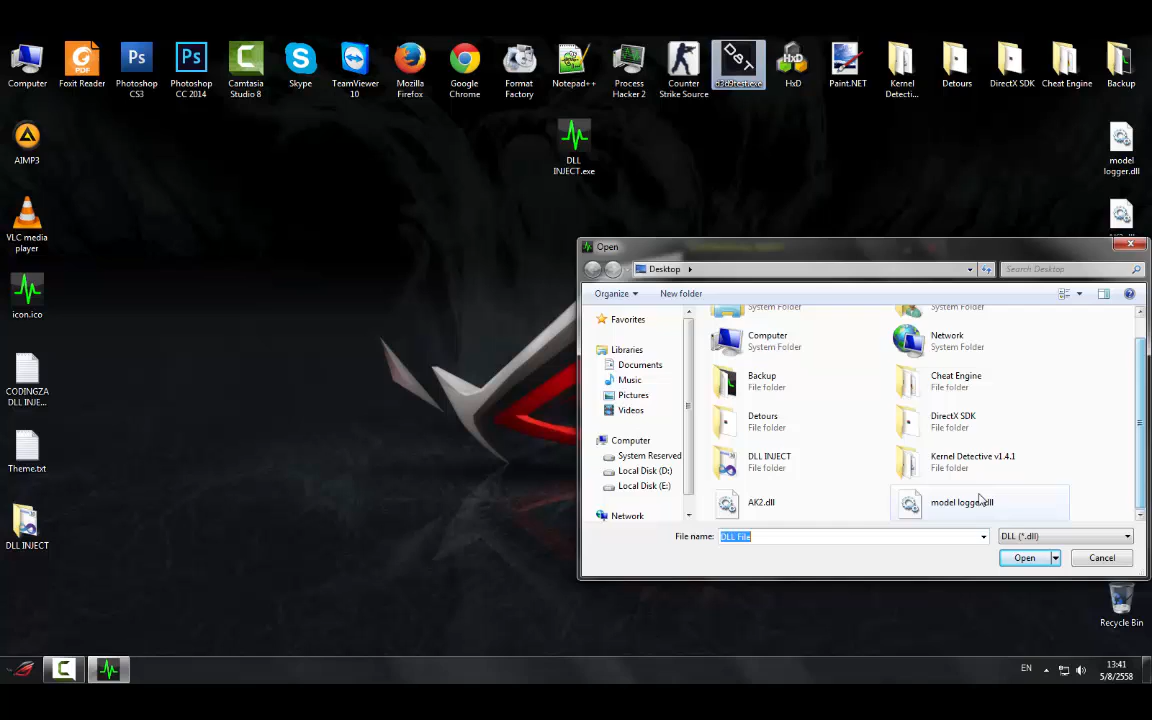 Computer
Foxit Reader
Photoshop
CS3
Photoshop
CC 2014
Camtasia
Studio 8
Skype
TeamViewer
10
Mozilla
Firefox
Google
Chrome
Format
Factory
Notepad++
Process
Hacker 2
Counter
Strike Source
d3d9test.exe
HxD
Paint.NET
Kernel
Detecti...
Detours
DirectX SDK
Cheat Engine
Backup
AIMP3
DLL
INJECT.exe
model
logger.dll
VLC media
player
icon.ico
CODINGZA
DLL INJE...
Theme.txt
DLL INJECT
Open
Desktop
Search Desktop
Organize
New folder
Favorites
Libraries
Documents
Music
Pictures
Videos
Computer
System Reserved
Local Disk (D:)
Local Disk (E:)
Network
System Folder
System Folder
Computer
System Folder
Network
System Folder
Backup
File folder
Cheat Engine
File folder
Detours
File folder
DirectX SDK
File folder
DLL INJECT
File folder
Kernel Detective v1.4.1
File folder
AK2.dll
model logger.dll
File name:
DLL File
DLL (*.dll)
Open
Cancel
Recycle Bin
EN
13:41
5/8/2558